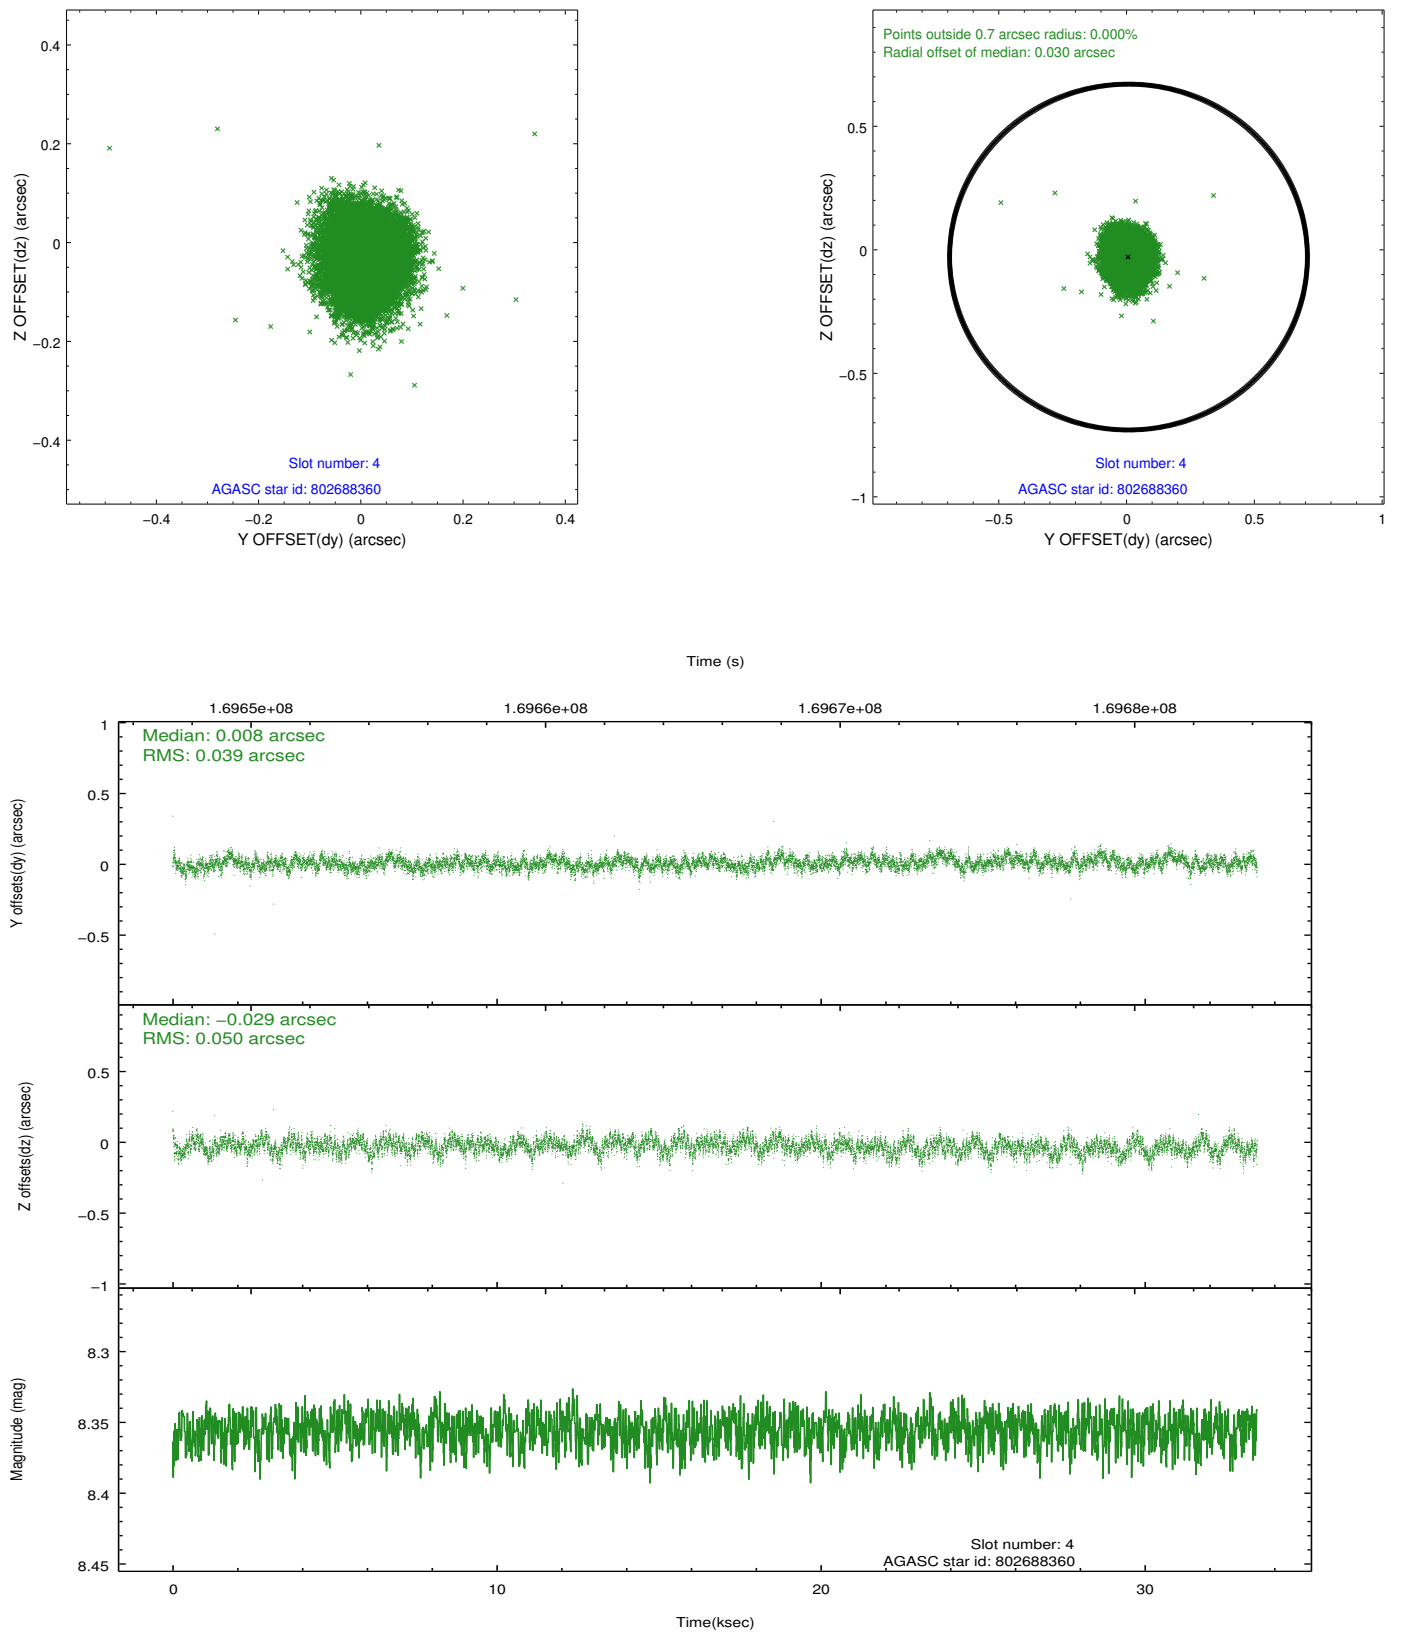 0.4
0.2
0
−0.2
−0.4
Z OFFSET(dz) (arcsec)
Slot number: 4
AGASC star id: 802688360
−0.4 −0.2 0 0.2 0.4
Y OFFSET(dy) (arcsec)
Points outside 0.7 arcsec radius: 0.000%
Radial offset of median: 0.030 arcsec
0.5
0
−0.5
−1
Z OFFSET(dz) (arcsec)
Slot number: 4
AGASC star id: 802688360
−0.5 0 0.5 1
Y OFFSET(dy) (arcsec)
Time (s)
1.6965e+08 1.6966e+08 1.6967e+08 1.6968e+08
Median: 0.008 arcsec
RMS: 0.039 arcsec
1
0.5
0
−0.5
Y offsets(dy) (arcsec)
Median: −0.029 arcsec
RMS: 0.050 arcsec
0.5
0
−0.5
−1
Z offsets(dz) (arcsec)
8.3
8.35
8.4
8.45
Magnitude (mag)
Slot number: 4
AGASC star id: 802688360
0 10 20 30
Time(ksec)